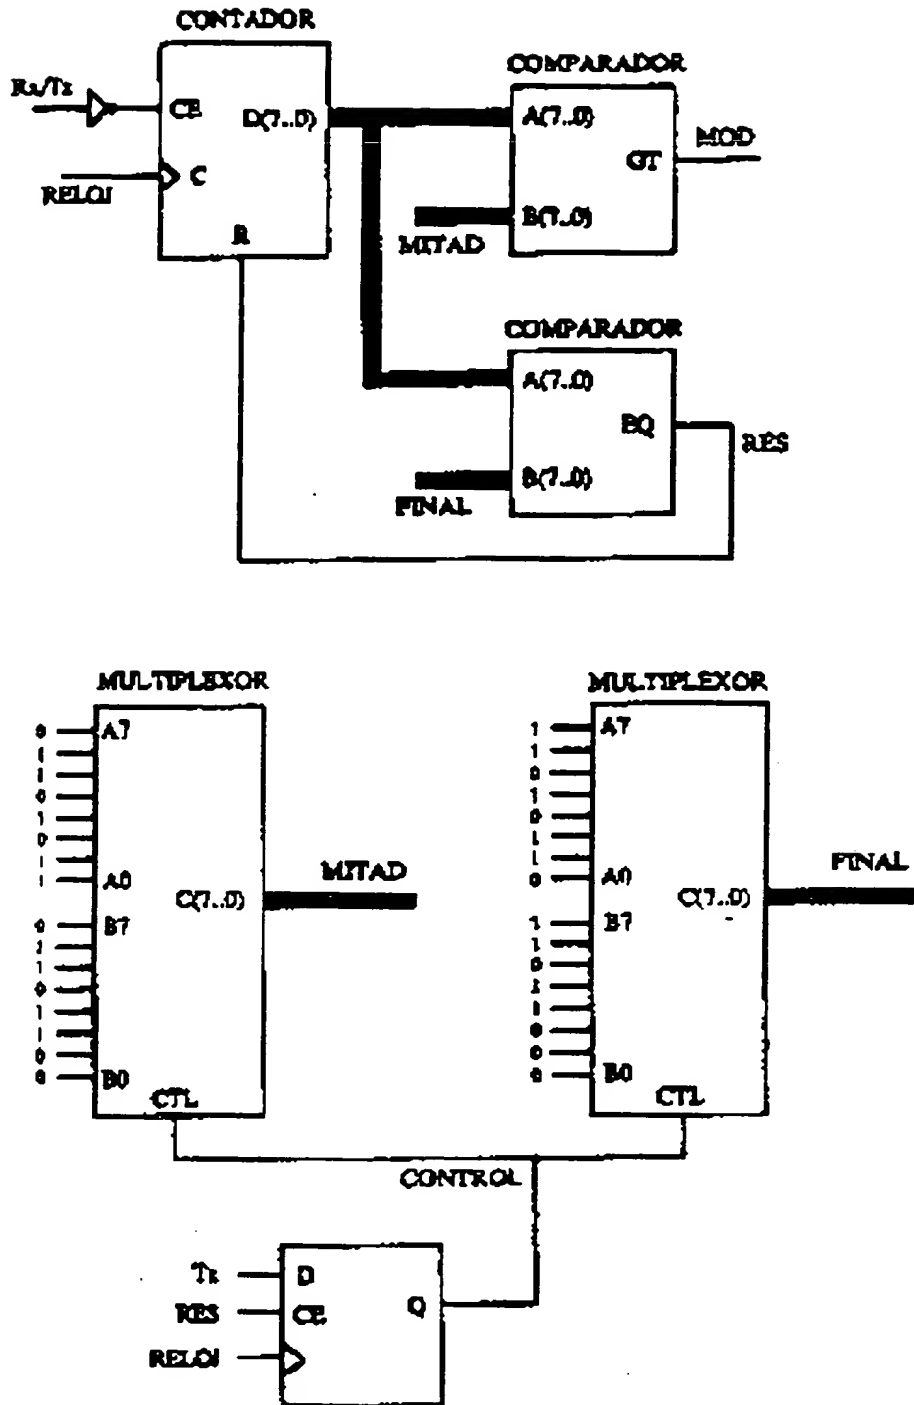 CONTADOR
COMPARADOR
Rx/Tx
CE
D(7..0)
A(7..0)
MOD
GT
RELOJ
C
B(7..0)
MITAD
R
COMPARADOR
A(7..0)
EQ
RES
B(7..0)
FINAL
MULTIPLEXOR
MULTIPLEXOR
0
A7
1
1
0
1
0
1
1
A0
MITAD
C(7..0)
0
B7
1
1
0
1
1
0
0
B0
CTL
1
A7
1
0
1
0
1
1
0
A0
FINAL
C(7..0)
1
B7
1
0
1
1
0
0
0
B0
CTL
CONTROL
Tx
D
Q
RES
CE
RELOJ